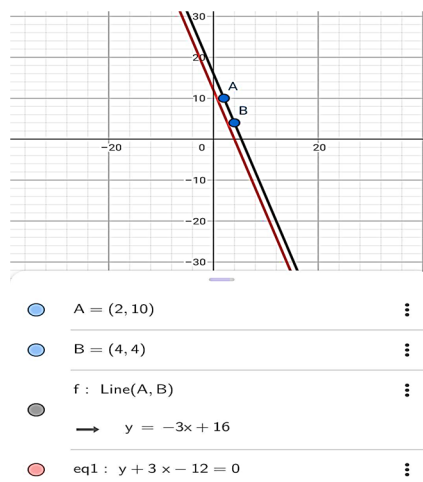 30
20
A
10
B
−20
0
20
−10
−20
−30
A = (2, 10)
B = (4, 4)
f : Line(A, B)
→ y = −3x + 16
eq1 : y + 3 x − 12 = 0